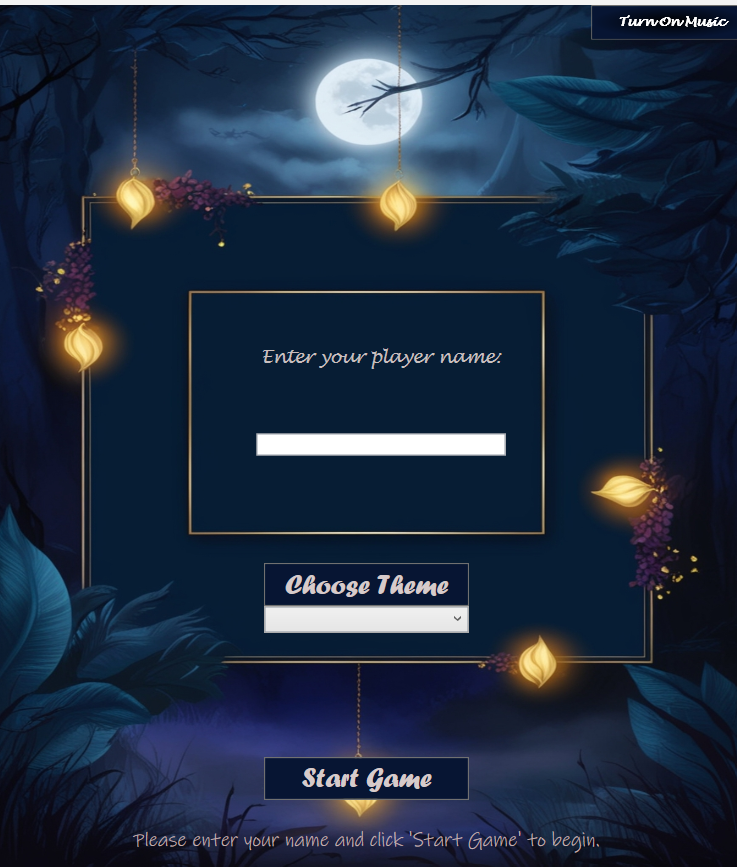 Turn On Music
Enter your player name:
Choose Theme
Start Game
Please enter your name and click 'Start Game' to begin.